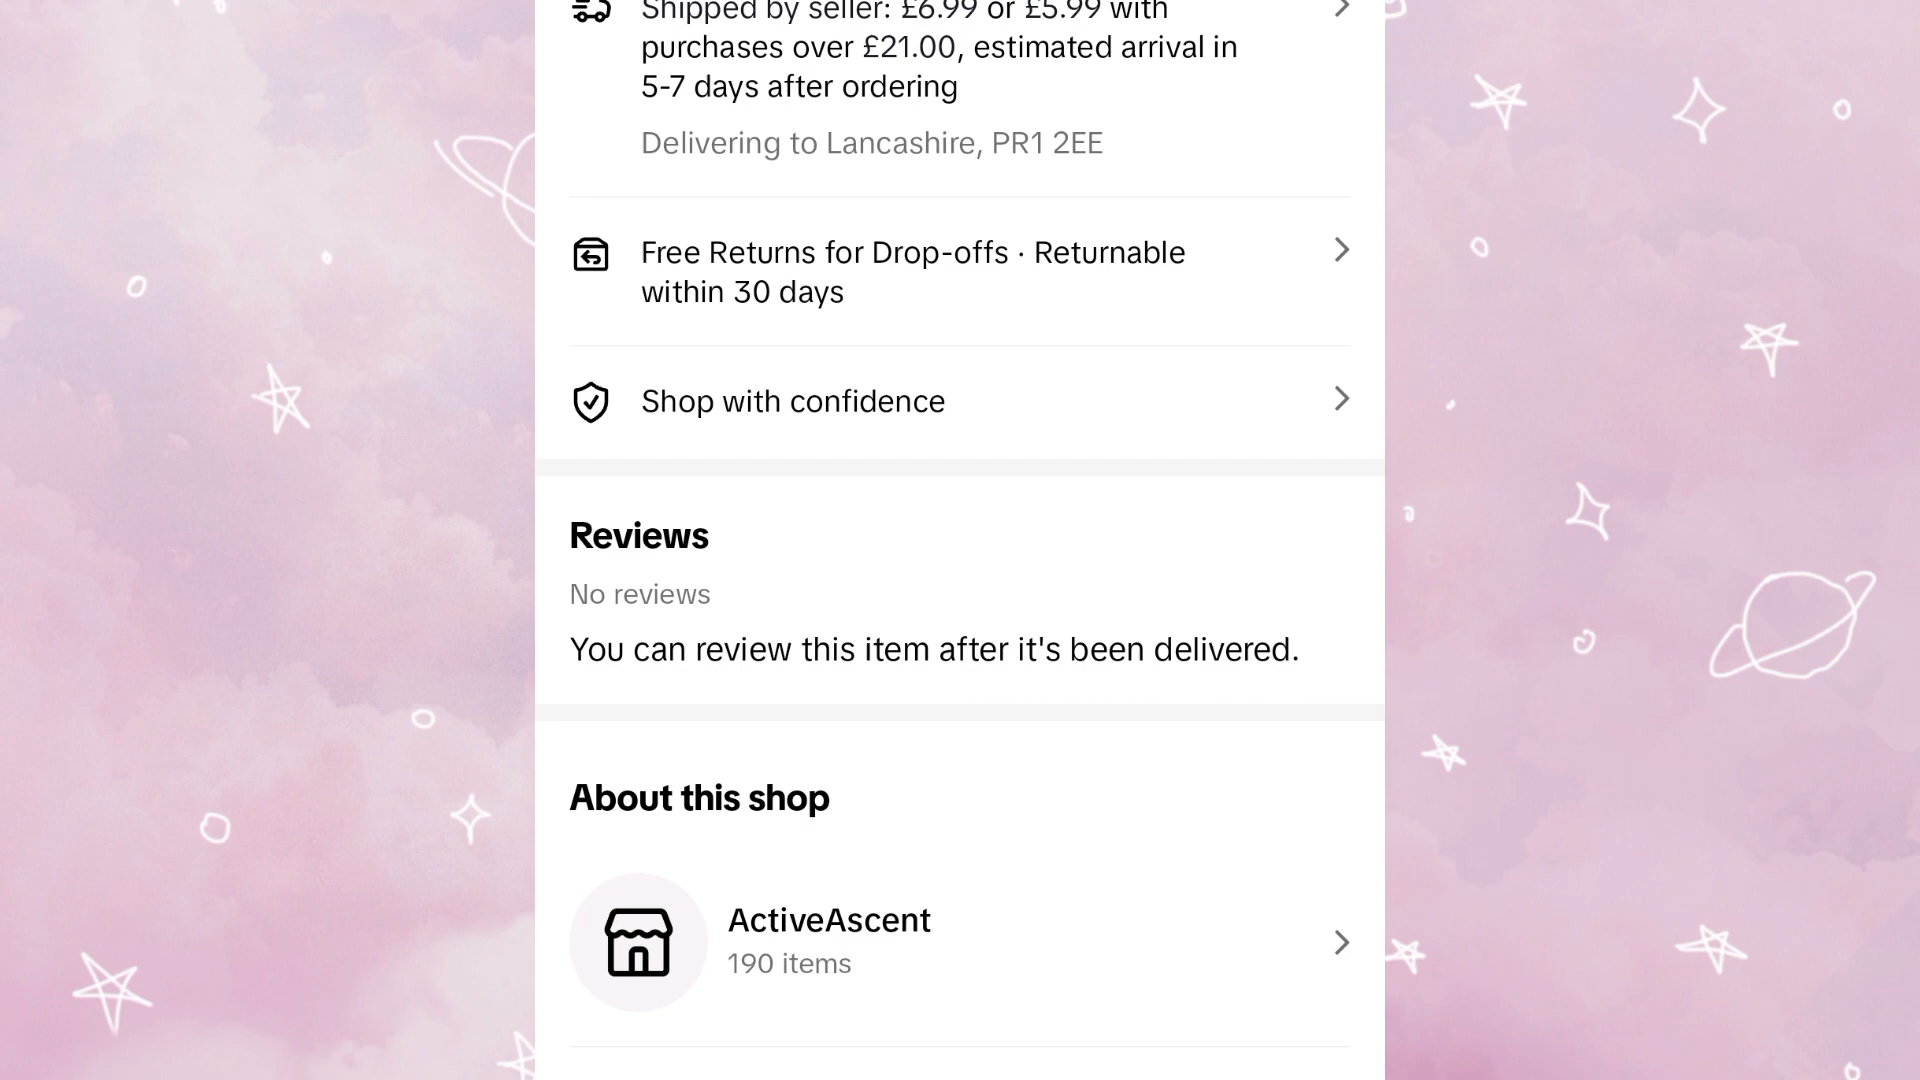 Shipped by seller: £6.99 or £5.99 with
purchases over £21.00, estimated arrival in
5-7 days after ordering
Delivering to Lancashire, PR1 2EE
Free Returns for Drop-offs · Returnable
within 30 days
Shop with confidence
Reviews
No reviews
You can review this item after it's been delivered.
About this shop
ActiveAscent
190 items